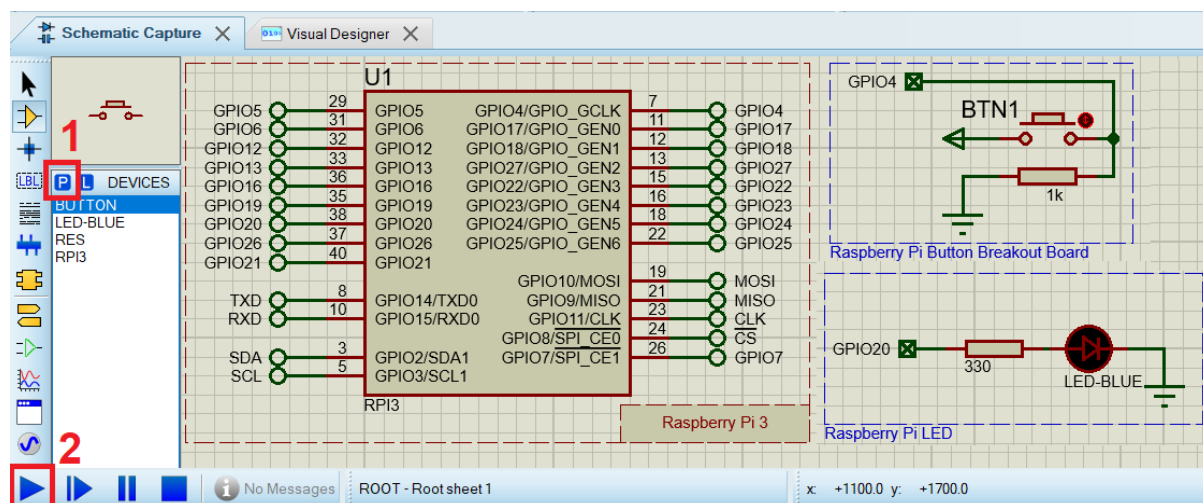 Schematic Capture
Visual Designer
1
LBL
P L DEVICES
BUTTON
LED-BLUE
RES
RPI3
U1
GPIO5 29 GPIO5 GPIO4/GPIO_GCLK 7 GPIO4
GPIO6 31 GPIO6 GPIO17/GPIO_GEN0 11 GPIO17
GPIO12 32 GPIO12 GPIO18/GPIO_GEN1 12 GPIO18
GPIO13 33 GPIO13 GPIO27/GPIO_GEN2 13 GPIO27
GPIO16 36 GPIO16 GPIO22/GPIO_GEN3 15 GPIO22
GPIO19 35 GPIO19 GPIO23/GPIO_GEN4 16 GPIO23
GPIO20 38 GPIO20 GPIO24/GPIO_GEN5 18 GPIO24
GPIO26 37 GPIO26 GPIO25/GPIO_GEN6 22 GPIO25
GPIO21 40 GPIO21
GPIO10/MOSI 19 MOSI
TXD 8 GPIO14/TXD0 GPIO9/MISO 21 MISO
RXD 10 GPIO15/RXD0 GPIO11/CLK 23 CLK
GPIO8/SPI_CE0 24 CS
SDA 3 GPIO2/SDA1 GPIO7/SPI_CE1 26 GPIO7
SCL 5 GPIO3/SCL1
RPI3
Raspberry Pi 3
GPIO4
BTN1
1k
Raspberry Pi Button Breakout Board
GPIO20
330
LED-BLUE
Raspberry Pi LED
2
No Messages
ROOT - Root sheet 1
x: +1100.0 y: +1700.0